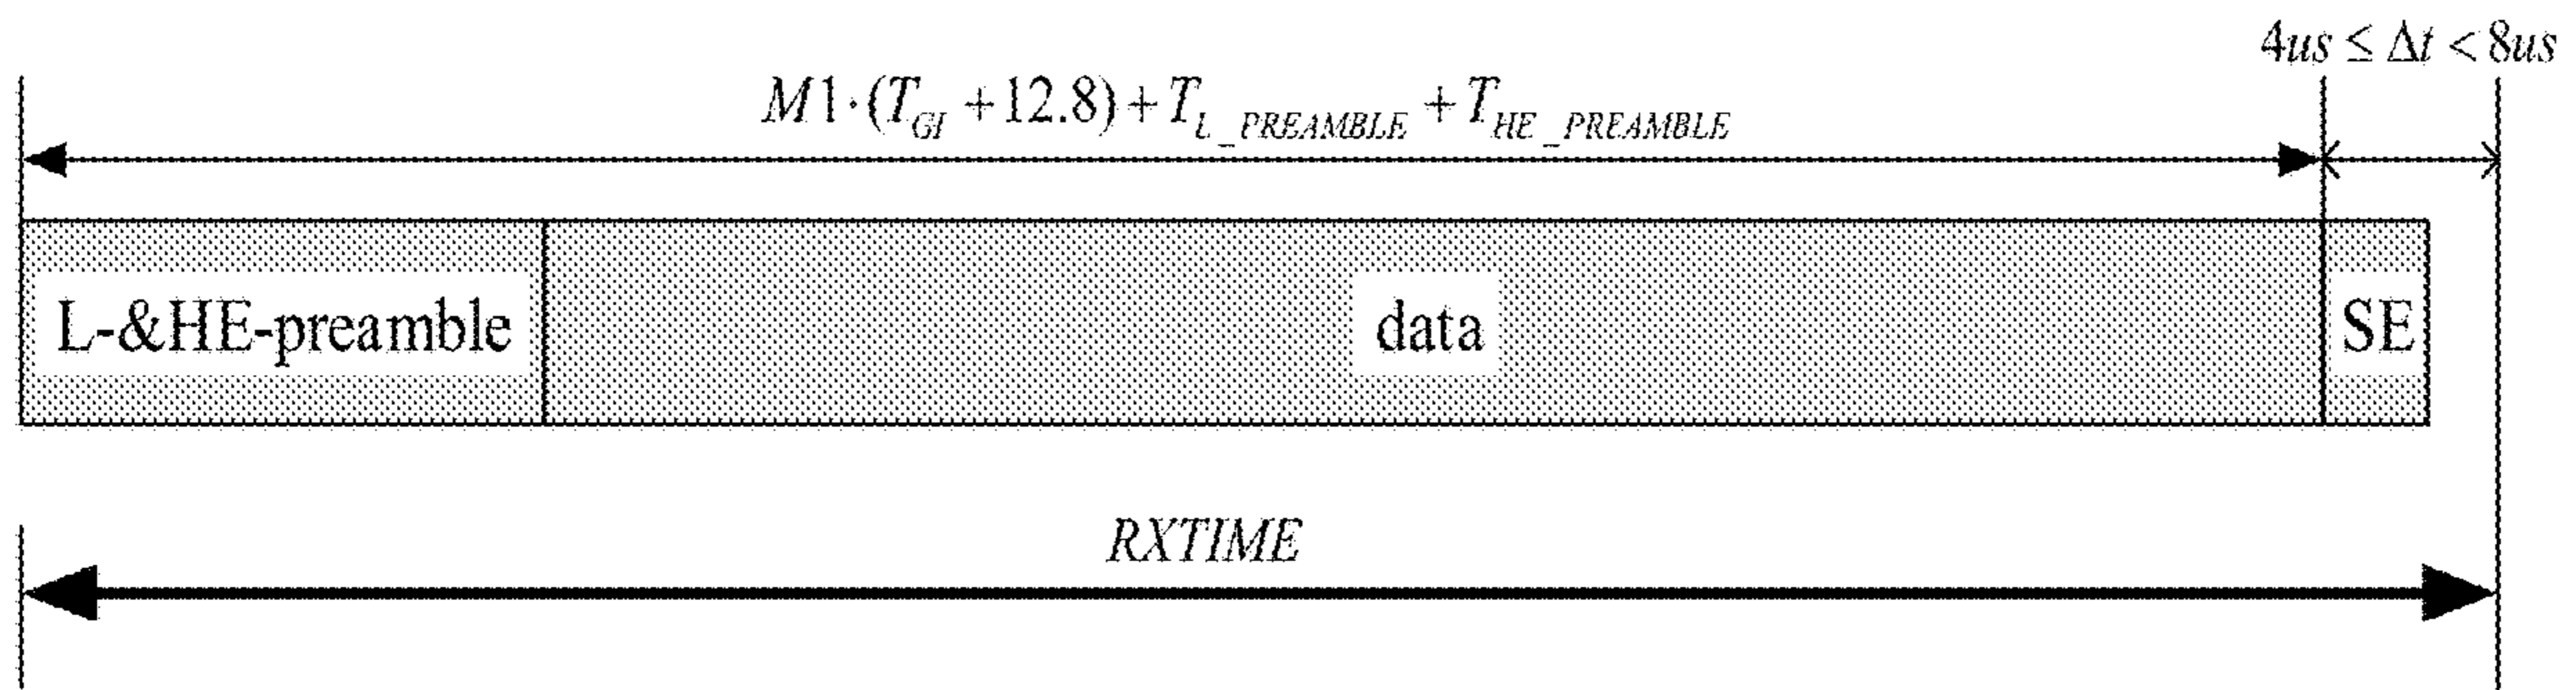 4us ≤ Δt < 8us
M1·(T_GI +12.8)+T_L_PREAMBLE +T_HE_PREAMBLE
L-&HE-preamble
data
SE
RXTIME